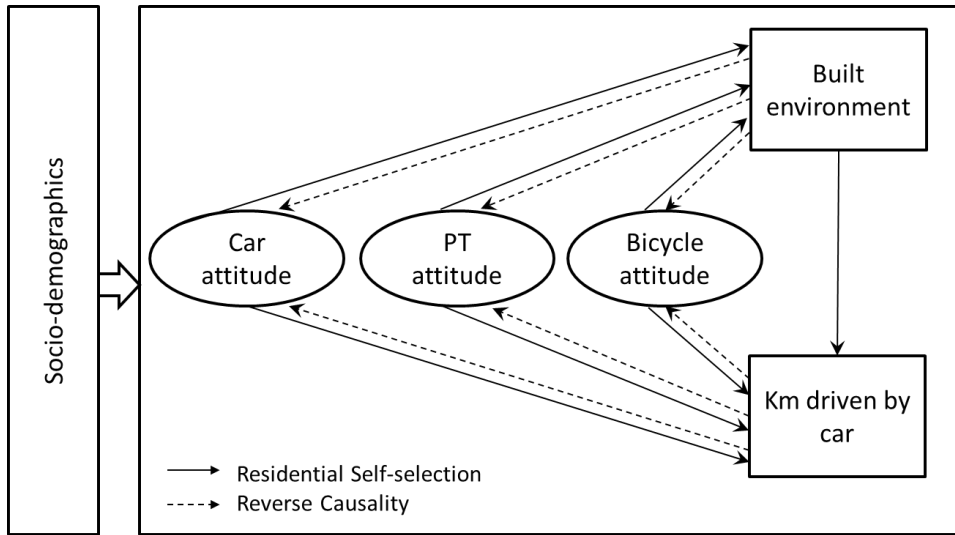 Socio-demographics
Built
environment
Car
attitude
PT
attitude
Bicycle
attitude
Km driven by
car
Residential Self-selection
Reverse Causality